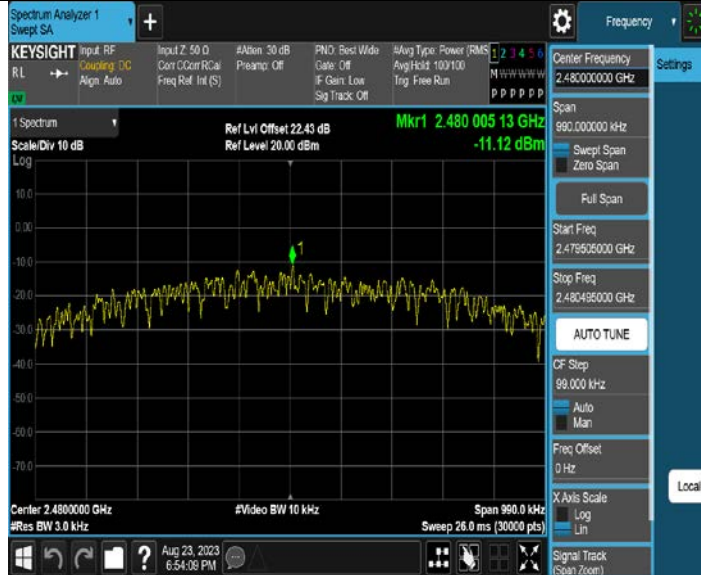 Spectrum Analyzer 1
Swept SA
+
Frequency
KEYSIGHT
RL
Input: RF
Coupling: DC
Align: Auto
Input Z: 50 Ω
Corr CCorr RCal
Freq Ref: Int (S)
#Atten: 30 dB
Preamp: Off
PNO: Best Wide
Gate: Off
IF Gain: Low
Sig Track: Off
#Avg Type: Power (RMS
Avg|Hold: 100/100
Trig: Free Run
1 2 3 4 5 6
M W W W W W
P P P P P P
1 Spectrum
Scale/Div 10 dB
Log
Ref Lvl Offset 22.43 dB
Ref Level 20.00 dBm
Mkr1 2.480 005 13 GHz
-11.12 dBm
10.0
0.00
-10.0
-20.0
-30.0
-40.0
-50.0
-60.0
-70.0
1
Center 2.4800000 GHz
#Res BW 3.0 kHz
#Video BW 10 kHz
Span 990.0 kHz
Sweep 26.0 ms (30000 pts)
?
Aug 23, 2023
6:54:09 PM
Center Frequency
2.480000000 GHz
Settings
Span
990.000000 kHz
Swept Span
Zero Span
Full Span
Start Freq
2.479505000 GHz
Stop Freq
2.480495000 GHz
AUTO TUNE
CF Step
99.000 kHz
Auto
Man
Freq Offset
0 Hz
X Axis Scale
Log
Lin
Local
Signal Track
(Span Zoom)